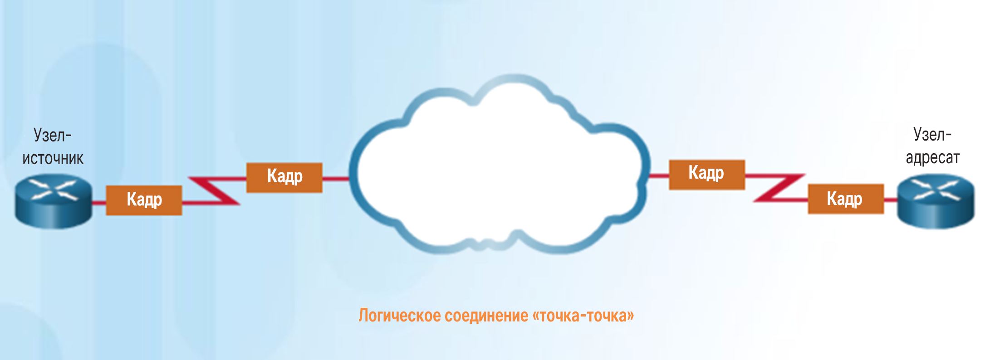 Узел-
источник
Кадр
Кадр
Кадр
Кадр
Узел-
адресат
Логическое соединение «точка-точка»